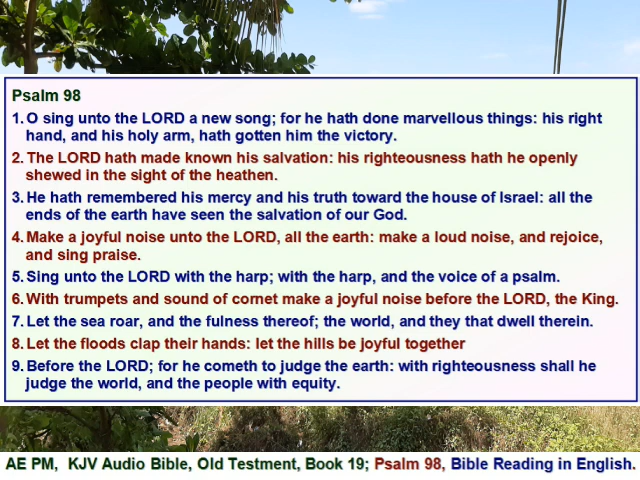 Psalm 98
1. O sing unto the LORD a new song; for he hath done marvellous things: his right
hand, and his holy arm, hath gotten him the victory.
2. The LORD hath made known his salvation: his righteousness hath he openly
shewed in the sight of the heathen.
3. He hath remembered his mercy and his truth toward the house of Israel: all the
ends of the earth have seen the salvation of our God.
4. Make a joyful noise unto the LORD, all the earth: make a loud noise, and rejoice,
and sing praise.
5. Sing unto the LORD with the harp; with the harp, and the voice of a psalm.
6. With trumpets and sound of cornet make a joyful noise before the LORD, the King.
7. Let the sea roar, and the fulness thereof; the world, and they that dwell therein.
8. Let the floods clap their hands: let the hills be joyful together
9. Before the LORD; for he cometh to judge the earth: with righteousness shall he
judge the world, and the people with equity.
AE PM, KJV Audio Bible, Old Testment, Book 19; Psalm 98, Bible Reading in English.